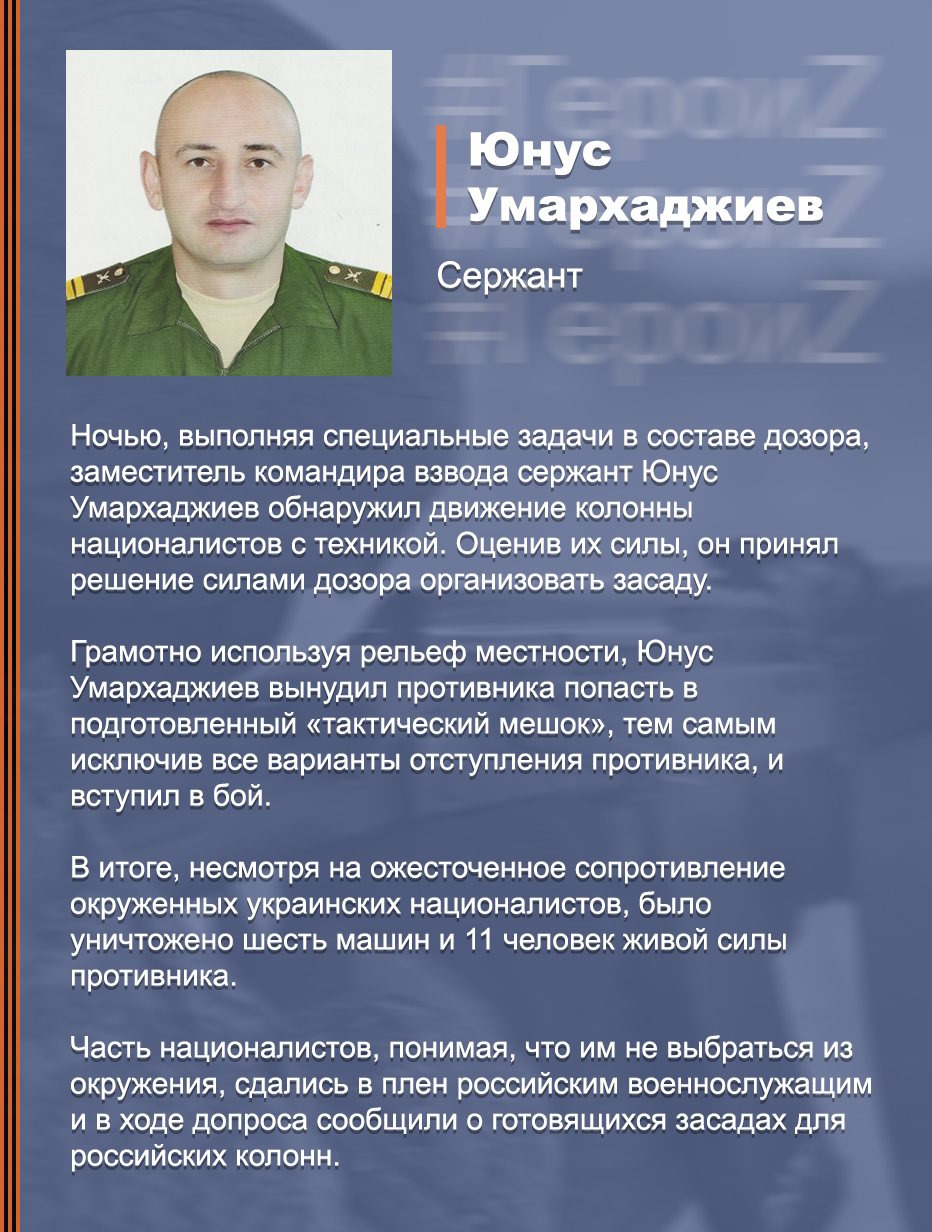 #ГероиZ
Юнус
#ГероиZ
Умархаджиев
Сержант
#ГероиZ
Ночью, выполняя специальные задачи в составе дозора,
заместитель командира взвода сержант Юнус
Умархаджиев обнаружил движение колонны
националистов с техникой. Оценив их силы, он принял
решение силами дозора организовать засаду.
Грамотно используя рельеф местности, Юнус
Умархаджиев вынудил противника попасть в
подготовленный «тактический мешок», тем самым
исключив все варианты отступления противника, и
вступил в бой.
В итоге, несмотря на ожесточенное сопротивление
окруженных украинских националистов, было
уничтожено шесть машин и 11 человек живой силы
противника.
Часть националистов, понимая, что им не выбраться из
окружения, сдались в плен российским военнослужащим
и в ходе допроса сообщили о готовящихся засадах для
российских колонн.